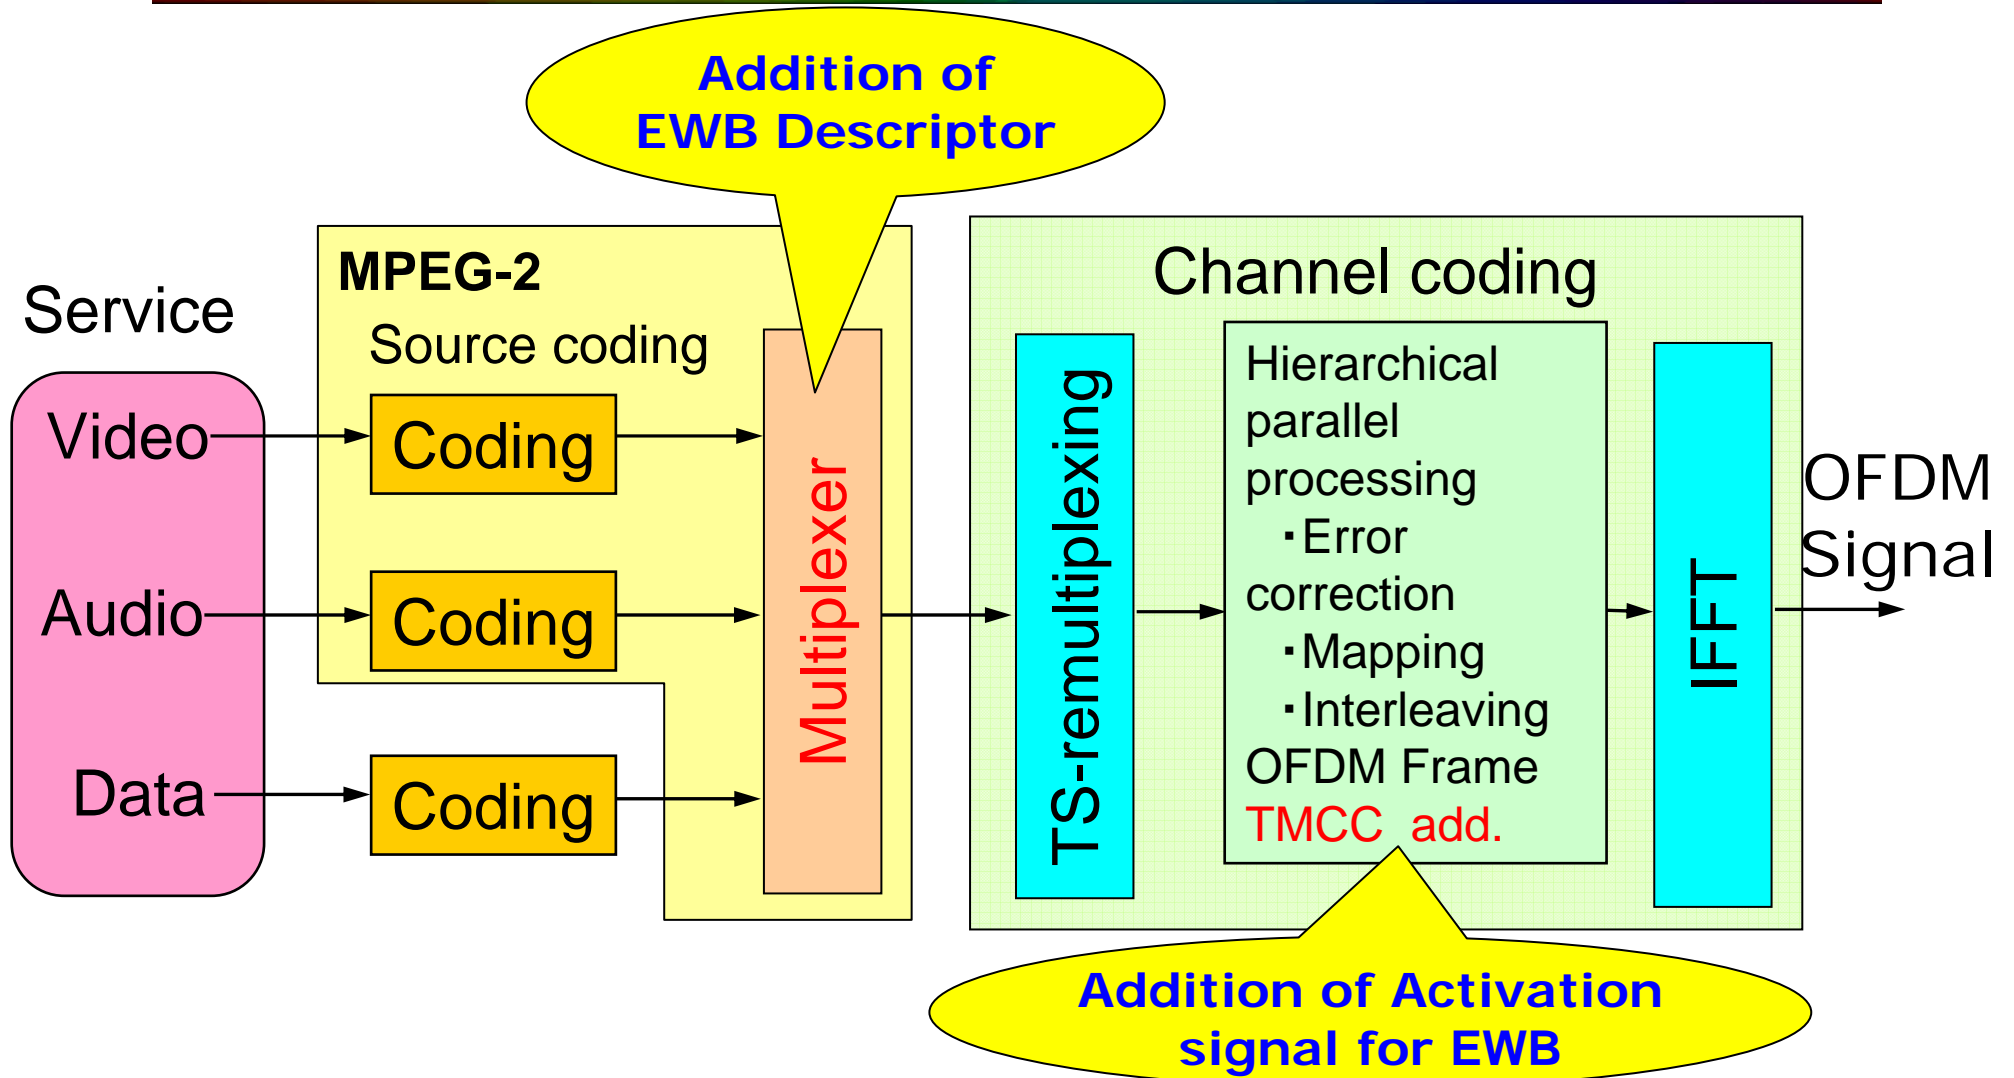 Addition of
EWB Descriptor
MPEG-2
Channel coding
Service
Source coding
Video
Coding
Audio
Coding
Data
Coding
Multiplexer
TS-remultiplexing
Hierarchical
parallel
processing
・Error
correction
・Mapping
・Interleaving
OFDM Frame
TMCC add.
IFFT
OFDM
Signal
Addition of Activation
signal for EWB